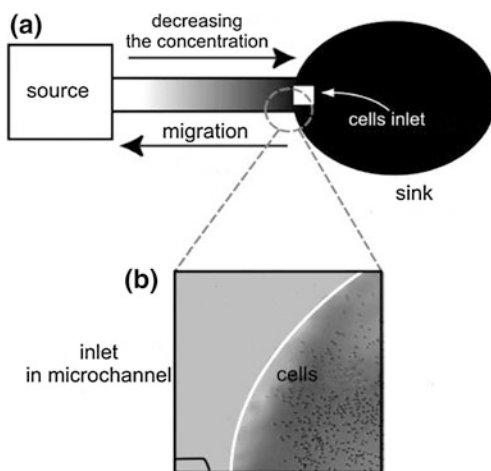 (a)
decreasing
the concentration
source
migration
cells inlet
sink
(b)
inlet
in microchannel
cells